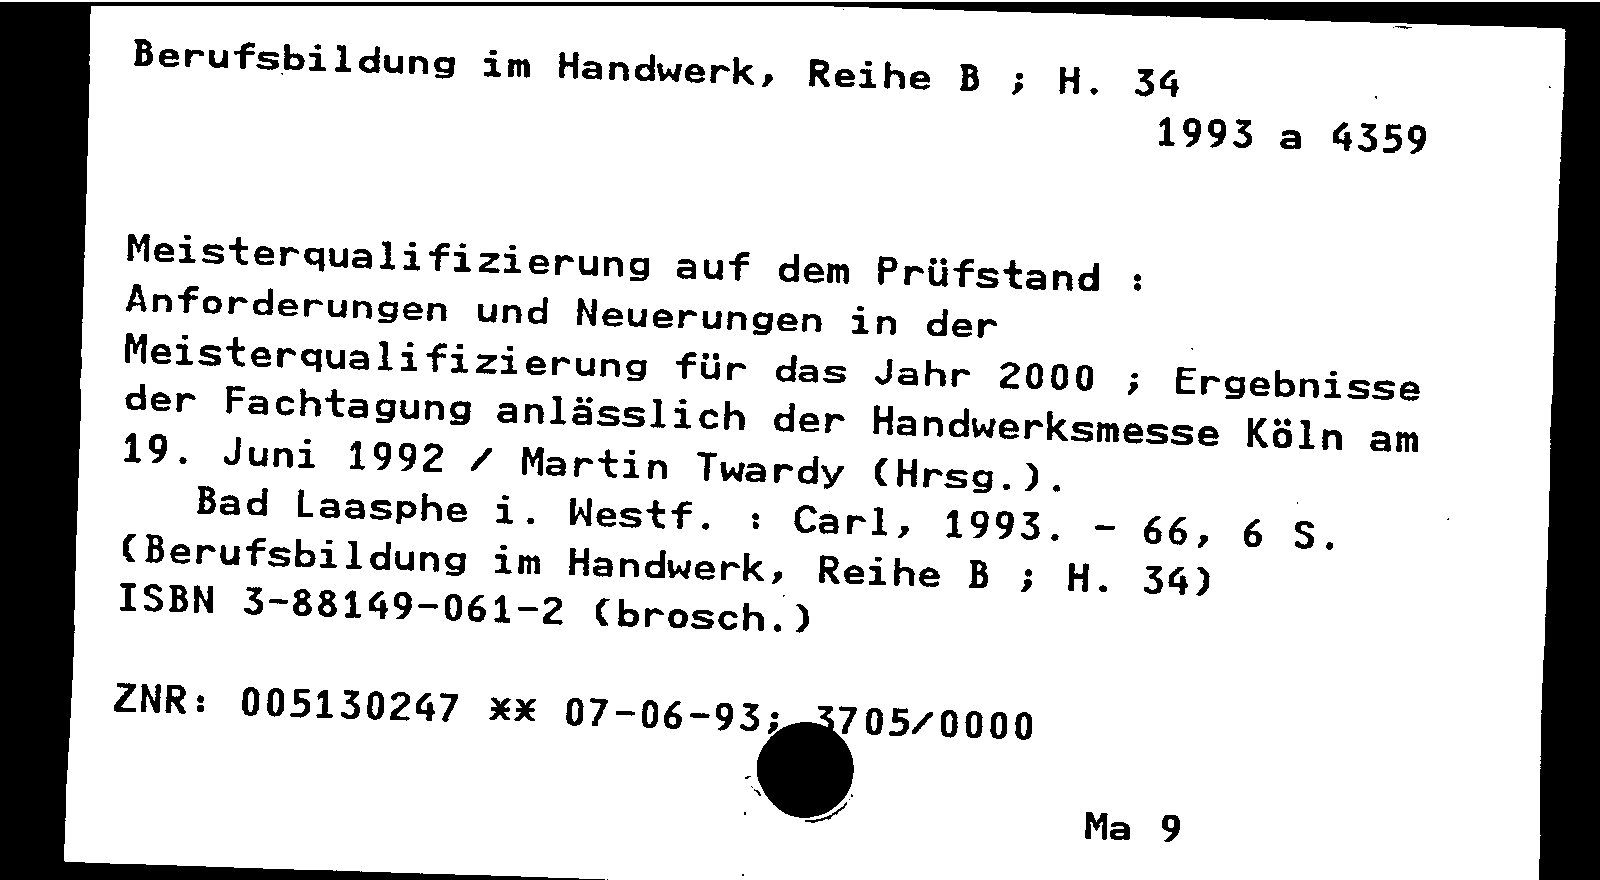 Berufsbildung im Handwerk, Reihe B ; H. 34
1993 a 4359
Meisterqualifizierung auf dem Prüfstand :
Anforderungen und Neuerungen in der
Meisterqualifizierung für das Jahr 2000 ; Ergebnisse
der Fachtagung anlässlich der Handwerksmesse Köln am
19. Juni 1992 / Martin Twardy (Hrsg.).
Bad Laasphe i. Westf. : Carl, 1993. - 66, 6 S.
(Berufsbildung im Handwerk, Reihe B ; H. 34)
ISBN 3-88149-061-2 (brosch.)
ZNR: 005130247 ** 07-06-93; 3705/0000
Ma 9